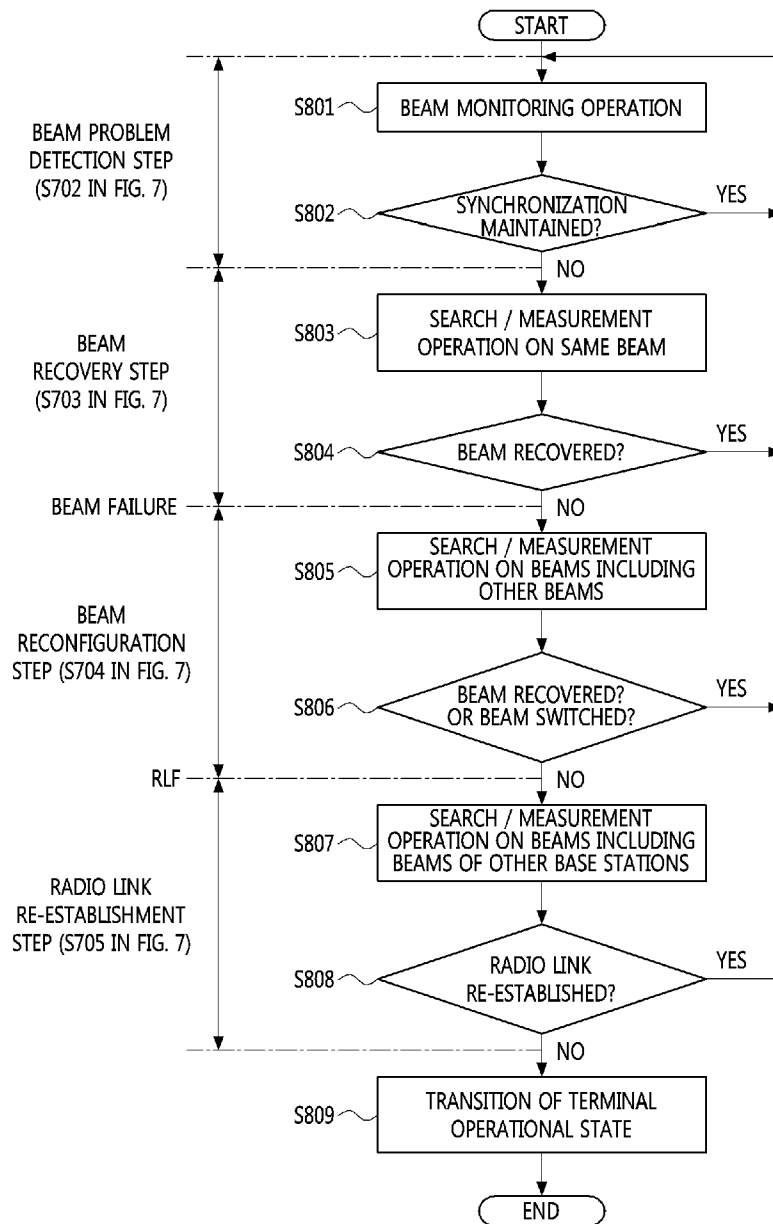 START
S801
BEAM MONITORING OPERATION
BEAM PROBLEM
DETECTION STEP
(S702 IN FIG. 7)
S802
SYNCHRONIZATION
MAINTAINED?
YES
NO
S803
SEARCH / MEASUREMENT
OPERATION ON SAME BEAM
BEAM
RECOVERY STEP
(S703 IN FIG. 7)
S804
BEAM RECOVERED?
YES
BEAM FAILURE
NO
S805
SEARCH / MEASUREMENT
OPERATION ON BEAMS INCLUDING
OTHER BEAMS
BEAM
RECONFIGURATION
STEP (S704 IN FIG. 7)
S806
BEAM RECOVERED?
OR BEAM SWITCHED?
YES
RLF
NO
S807
SEARCH / MEASUREMENT
OPERATION ON BEAMS INCLUDING
BEAMS OF OTHER BASE STATIONS
RADIO LINK
RE-ESTABLISHMENT
STEP (S705 IN FIG. 7)
S808
RADIO LINK
RE-ESTABLISHED?
YES
NO
S809
TRANSITION OF TERMINAL
OPERATIONAL STATE
END